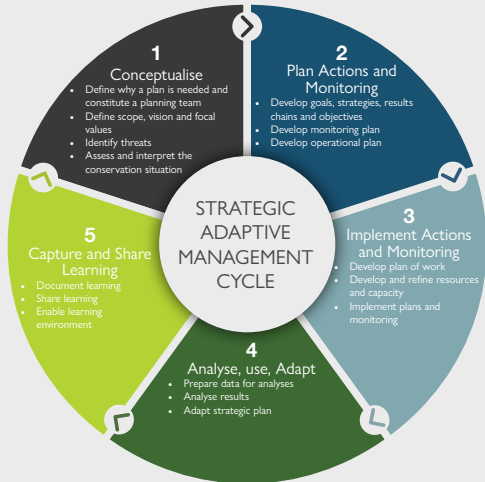 1
Conceptualise
• Define why a plan is needed and
constitute a planning team
• Define scope, vision and focal
values
• Identify threats
• Assess and interpret the
conservation situation
2
Plan Actions and
Monitoring
• Develop goals, strategies, results
chains and objectives
• Develop monitoring plan
• Develop operational plan
3
Implement Actions
and Monitoring
• Develop plan of work
• Develop and refine resources
and capacity
• Implement plans and
monitoring
4
Analyse, use, Adapt
• Prepare data for analyses
• Analyse results
• Adapt strategic plan
5
Capture and Share
Learning
• Document learning
• Share learning
• Enable learning
environment
STRATEGIC
ADAPTIVE
MANAGEMENT
CYCLE